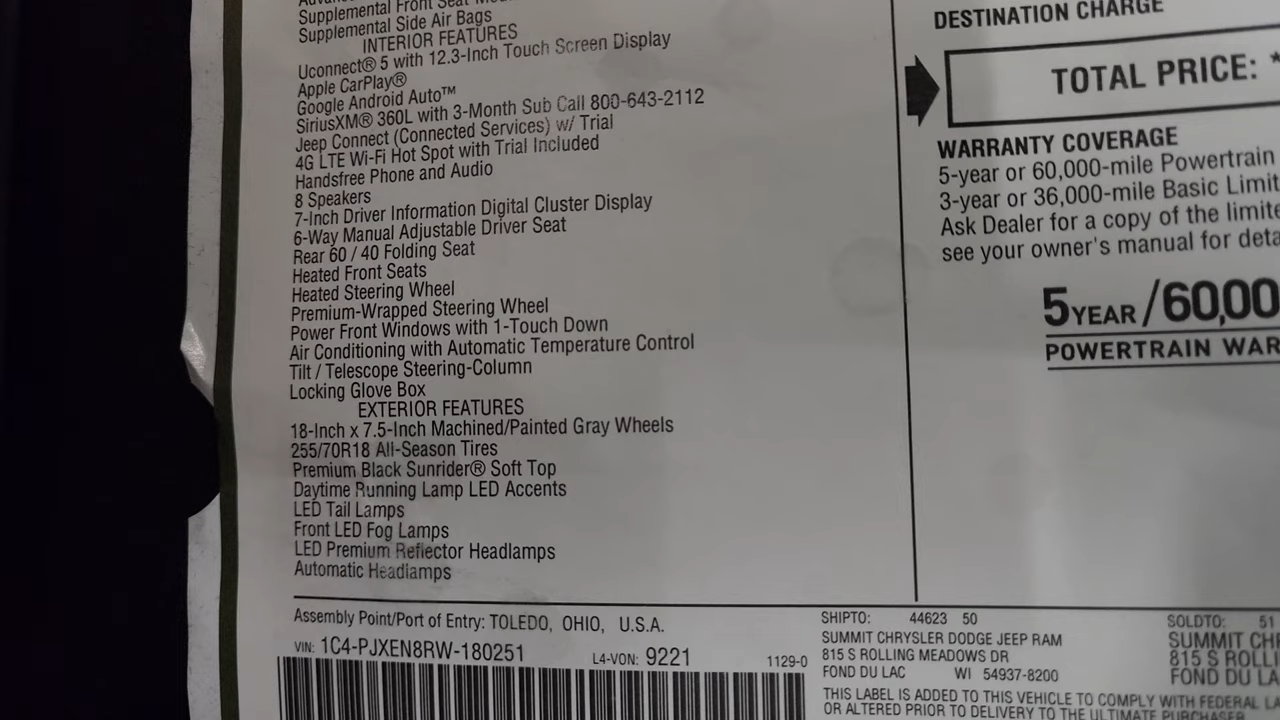 Supplemental Front Seat
Supplemental Side Air Bags
INTERIOR FEATURES
Uconnect® 5 with 12.3-Inch Touch Screen Display
Apple CarPlay®
Google Android Auto™
SiriusXM® 360L with 3-Month Sub Call 800-643-2112
Jeep Connect (Connected Services) w/ Trial
4G LTE Wi-Fi Hot Spot with Trial Included
Handsfree Phone and Audio
8 Speakers
7-Inch Driver Information Digital Cluster Display
6-Way Manual Adjustable Driver Seat
Rear 60 / 40 Folding Seat
Heated Front Seats
Heated Steering Wheel
Premium-Wrapped Steering Wheel
Power Front Windows with 1-Touch Down
Air Conditioning with Automatic Temperature Control
Tilt / Telescope Steering-Column
Locking Glove Box
EXTERIOR FEATURES
18-Inch x 7.5-Inch Machined/Painted Gray Wheels
255/70R18 All-Season Tires
Premium Black Sunrider® Soft Top
Daytime Running Lamp LED Accents
LED Tail Lamps
Front LED Fog Lamps
LED Premium Reflector Headlamps
Automatic Headlamps
DESTINATION CHARGE
TOTAL PRICE: *
WARRANTY COVERAGE
5-year or 60,000-mile Powertrain
3-year or 36,000-mile Basic Limit
Ask Dealer for a copy of the limite
see your owner's manual for deta
5YEAR/60,00
POWERTRAIN WAR
Assembly Point/Port of Entry: TOLEDO, OHIO, U.S.A.
VIN: 1C4-PJXEN8RW-180251
L4-VON: 9221
1129-0
SHIPTO: 44623 50
SUMMIT CHRYSLER DODGE JEEP RAM
815 S ROLLING MEADOWS DR
FOND DU LAC WI 54937-8200
SOLDTO: 51
SUMMIT CH
815 S ROLLI
FOND DU LA
THIS LABEL IS ADDED TO THIS VEHICLE TO COMPLY WITH FEDERAL LA
OR ALTERED PRIOR TO DELIVERY TO THE ULTIMATE PURCHASER